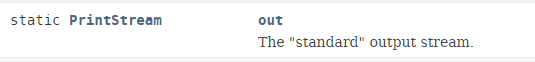 static PrintStream out
The "standard" output stream.